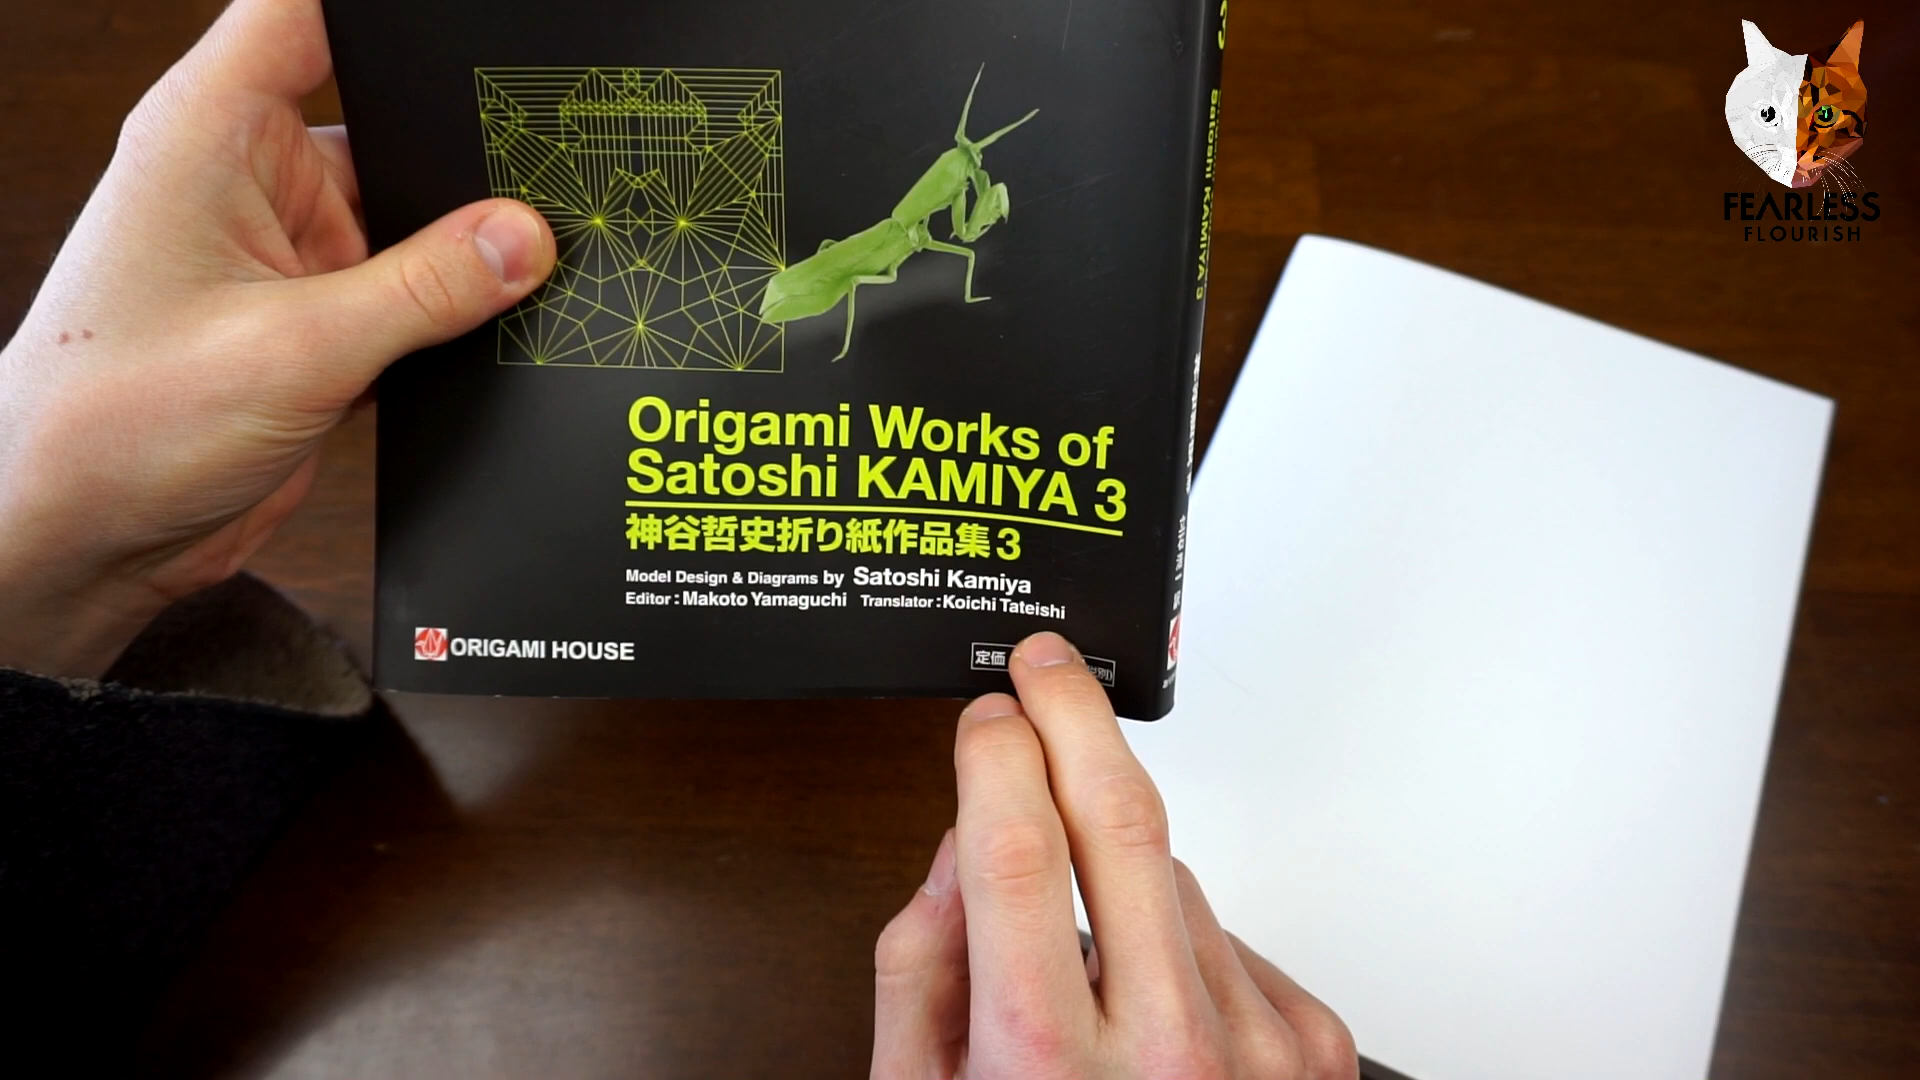 FEARLESS
FLOURISH
Origami Works of
Satoshi KAMIYA 3
神谷哲史折り紙作品集3
Model Design & Diagrams by Satoshi Kamiya
Editor : Makoto Yamaguchi Translator : Koichi Tateishi
ORIGAMI HOUSE
定価
Satoshi KAMIYA 3